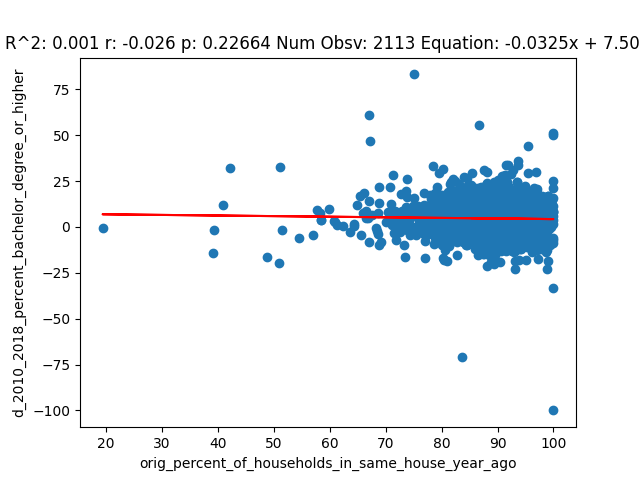 R^2: 0.001 r: -0.026 p: 0.22664 Num Obsv: 2113 Equation: -0.0325x + 7.50
d_2010_2018_percent_bachelor_degree_or_higher
75
50
25
0
−25
−50
−75
−100
20 30 40 50 60 70 80 90 100
orig_percent_of_households_in_same_house_year_ago